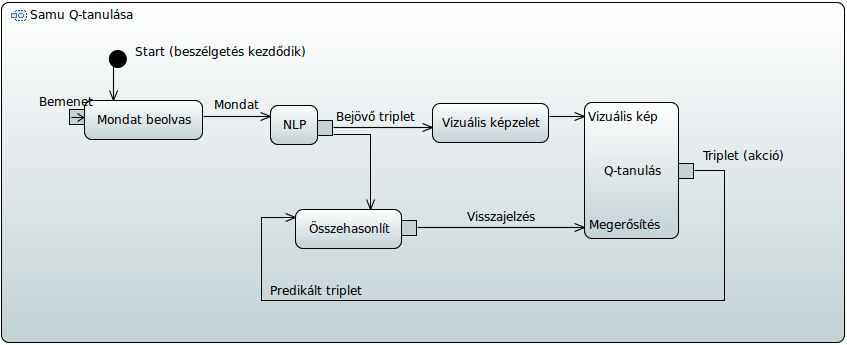 Samu Q-tanulása
Start (beszélgetés kezdődik)
Bemenet
Mondat beolvas
Mondat
NLP
Bejövő triplet
Vizuális képzelet
Vizuális kép
Q-tanulás
Megerősítés
Triplet (akció)
Összehasonlít
Visszajelzés
Predikált triplet